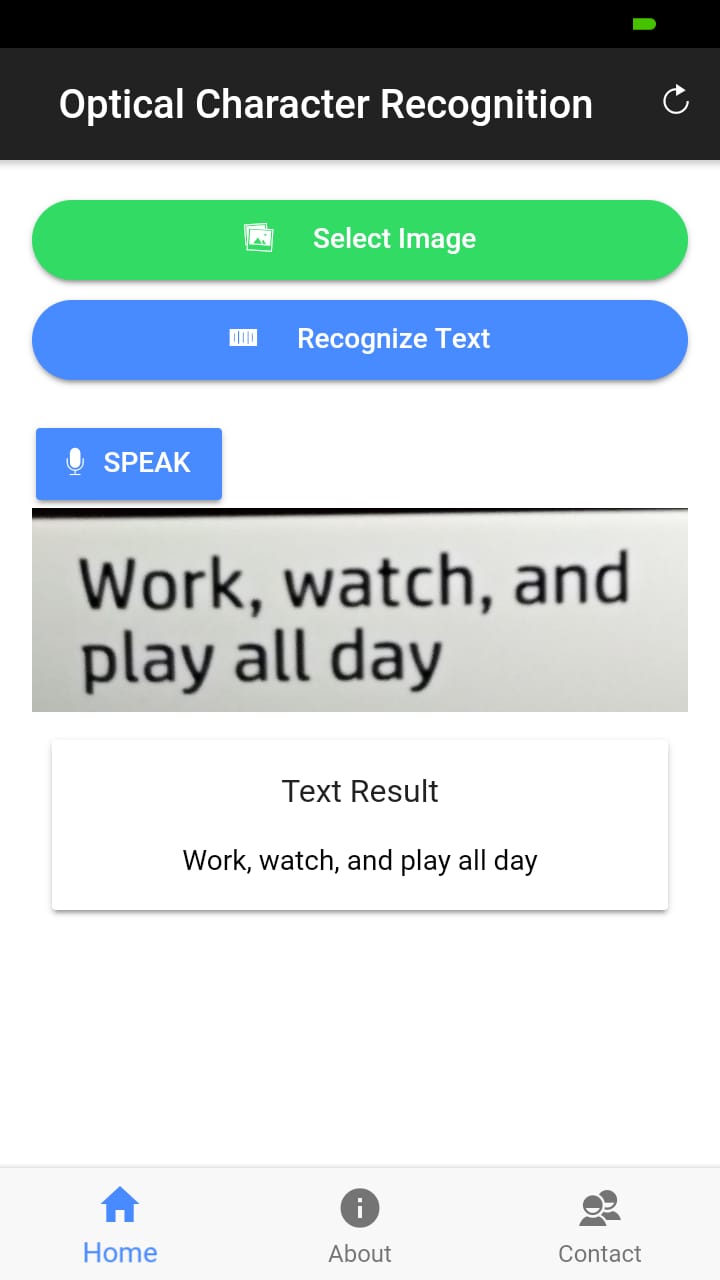 Optical Character Recognition
Select Image
Recognize Text
SPEAK
Work, watch, and
play all day
Text Result
Work, watch, and play all day
Home
About
Contact